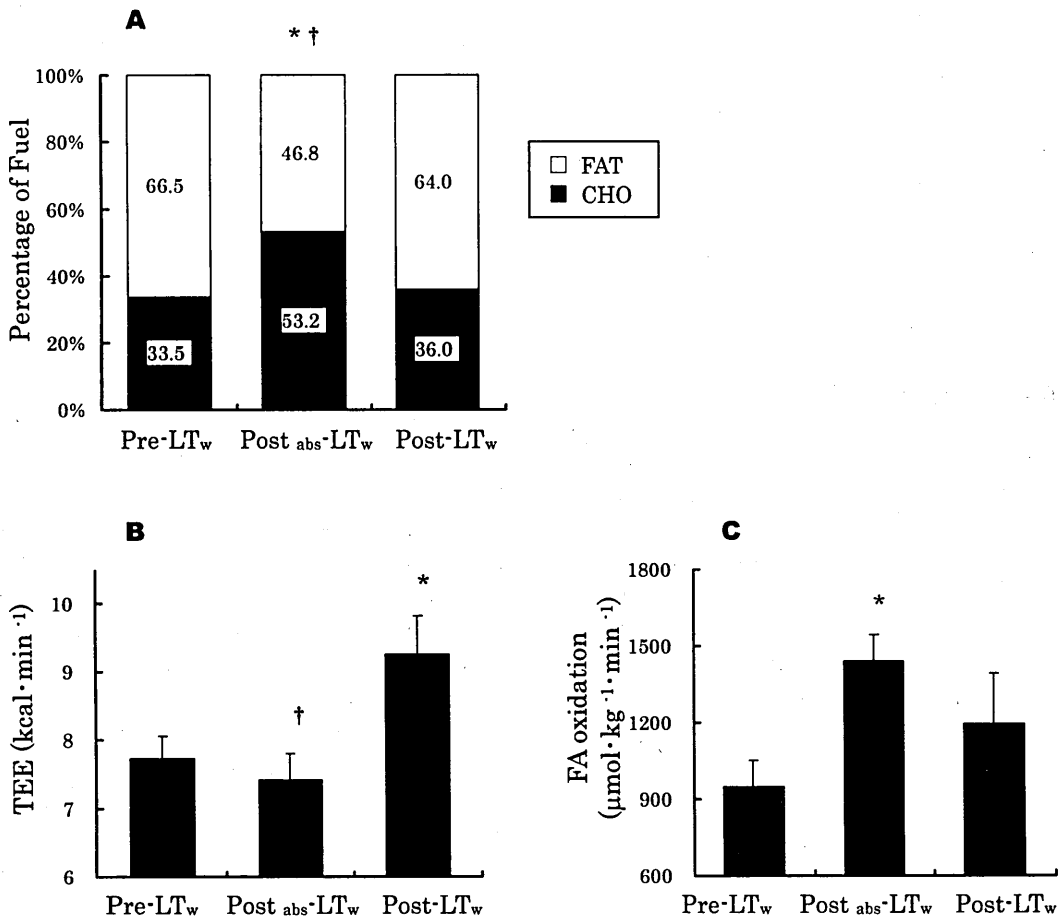 A
* †
Percentage of Fuel
100%
80%
60%
40%
20%
0%
66.5
46.8
64.0
33.5
53.2
36.0
FAT
CHO
Pre-LTw
Post abs-LTw
Post-LTw
B
TEE (kcal·min -1)
10
9
8
7
6
†
*
Pre-LTw
Post abs-LTw
Post-LTw
C
FA oxidation
(μmol·kg -1·min -1)
1800
1500
1200
900
600
*
Pre-LTw
Post abs-LTw
Post-LTw